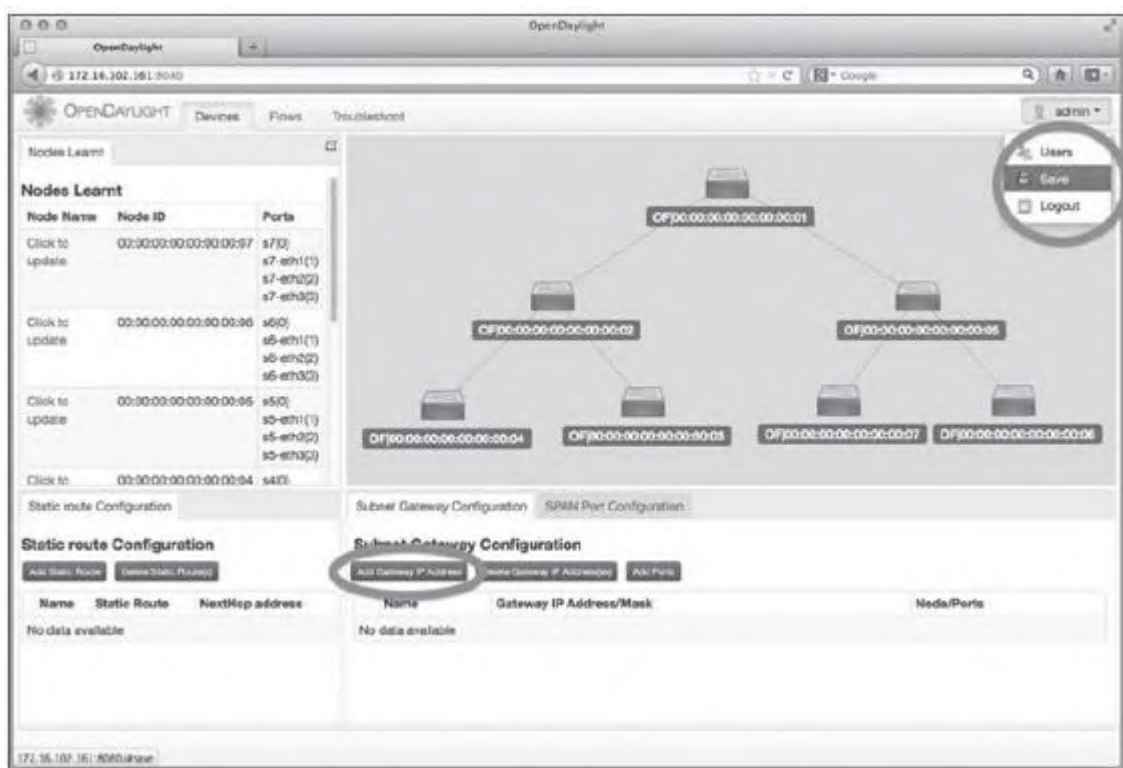 OpenDaylight
OpenDaylight
172.16.102.161:8080
Google
OPENDAYLIGHT
Devices
Flows
Troubleshoot
admin
Users
Save
Logout
Nodes Learnt
Nodes Learnt
Node Name Node ID Ports
Click to update 00:00:00:00:00:00:00:07 s7(0)
s7-eth1(1)
s7-eth2(2)
s7-eth3(3)
Click to update 00:00:00:00:00:00:00:06 s6(0)
s6-eth1(1)
s6-eth2(2)
s6-eth3(3)
Click to update 00:00:00:00:00:00:00:05 s5(0)
s5-eth1(1)
s5-eth2(2)
s5-eth3(3)
Click to 00:00:00:00:00:00:00:04 s4(0)
OF|00:00:00:00:00:00:00:01
OF|00:00:00:00:00:00:00:02
OF|00:00:00:00:00:00:00:05
OF|00:00:00:00:00:00:00:04
OF|00:00:00:00:00:00:00:03
OF|00:00:00:00:00:00:00:07
OF|00:00:00:00:00:00:00:06
Static route Configuration
Static route Configuration
Add Static Route Delete Static Route(s)
Name Static Route NextHop address
No data available
Subnet Gateway Configuration SPAN Port Configuration
Subnet Gateway Configuration
Add Gateway IP Address Delete Gateway IP Address(es) Add Ports
Name Gateway IP Address/Mask Node/Ports
No data available
172.16.102.161:8080/#save